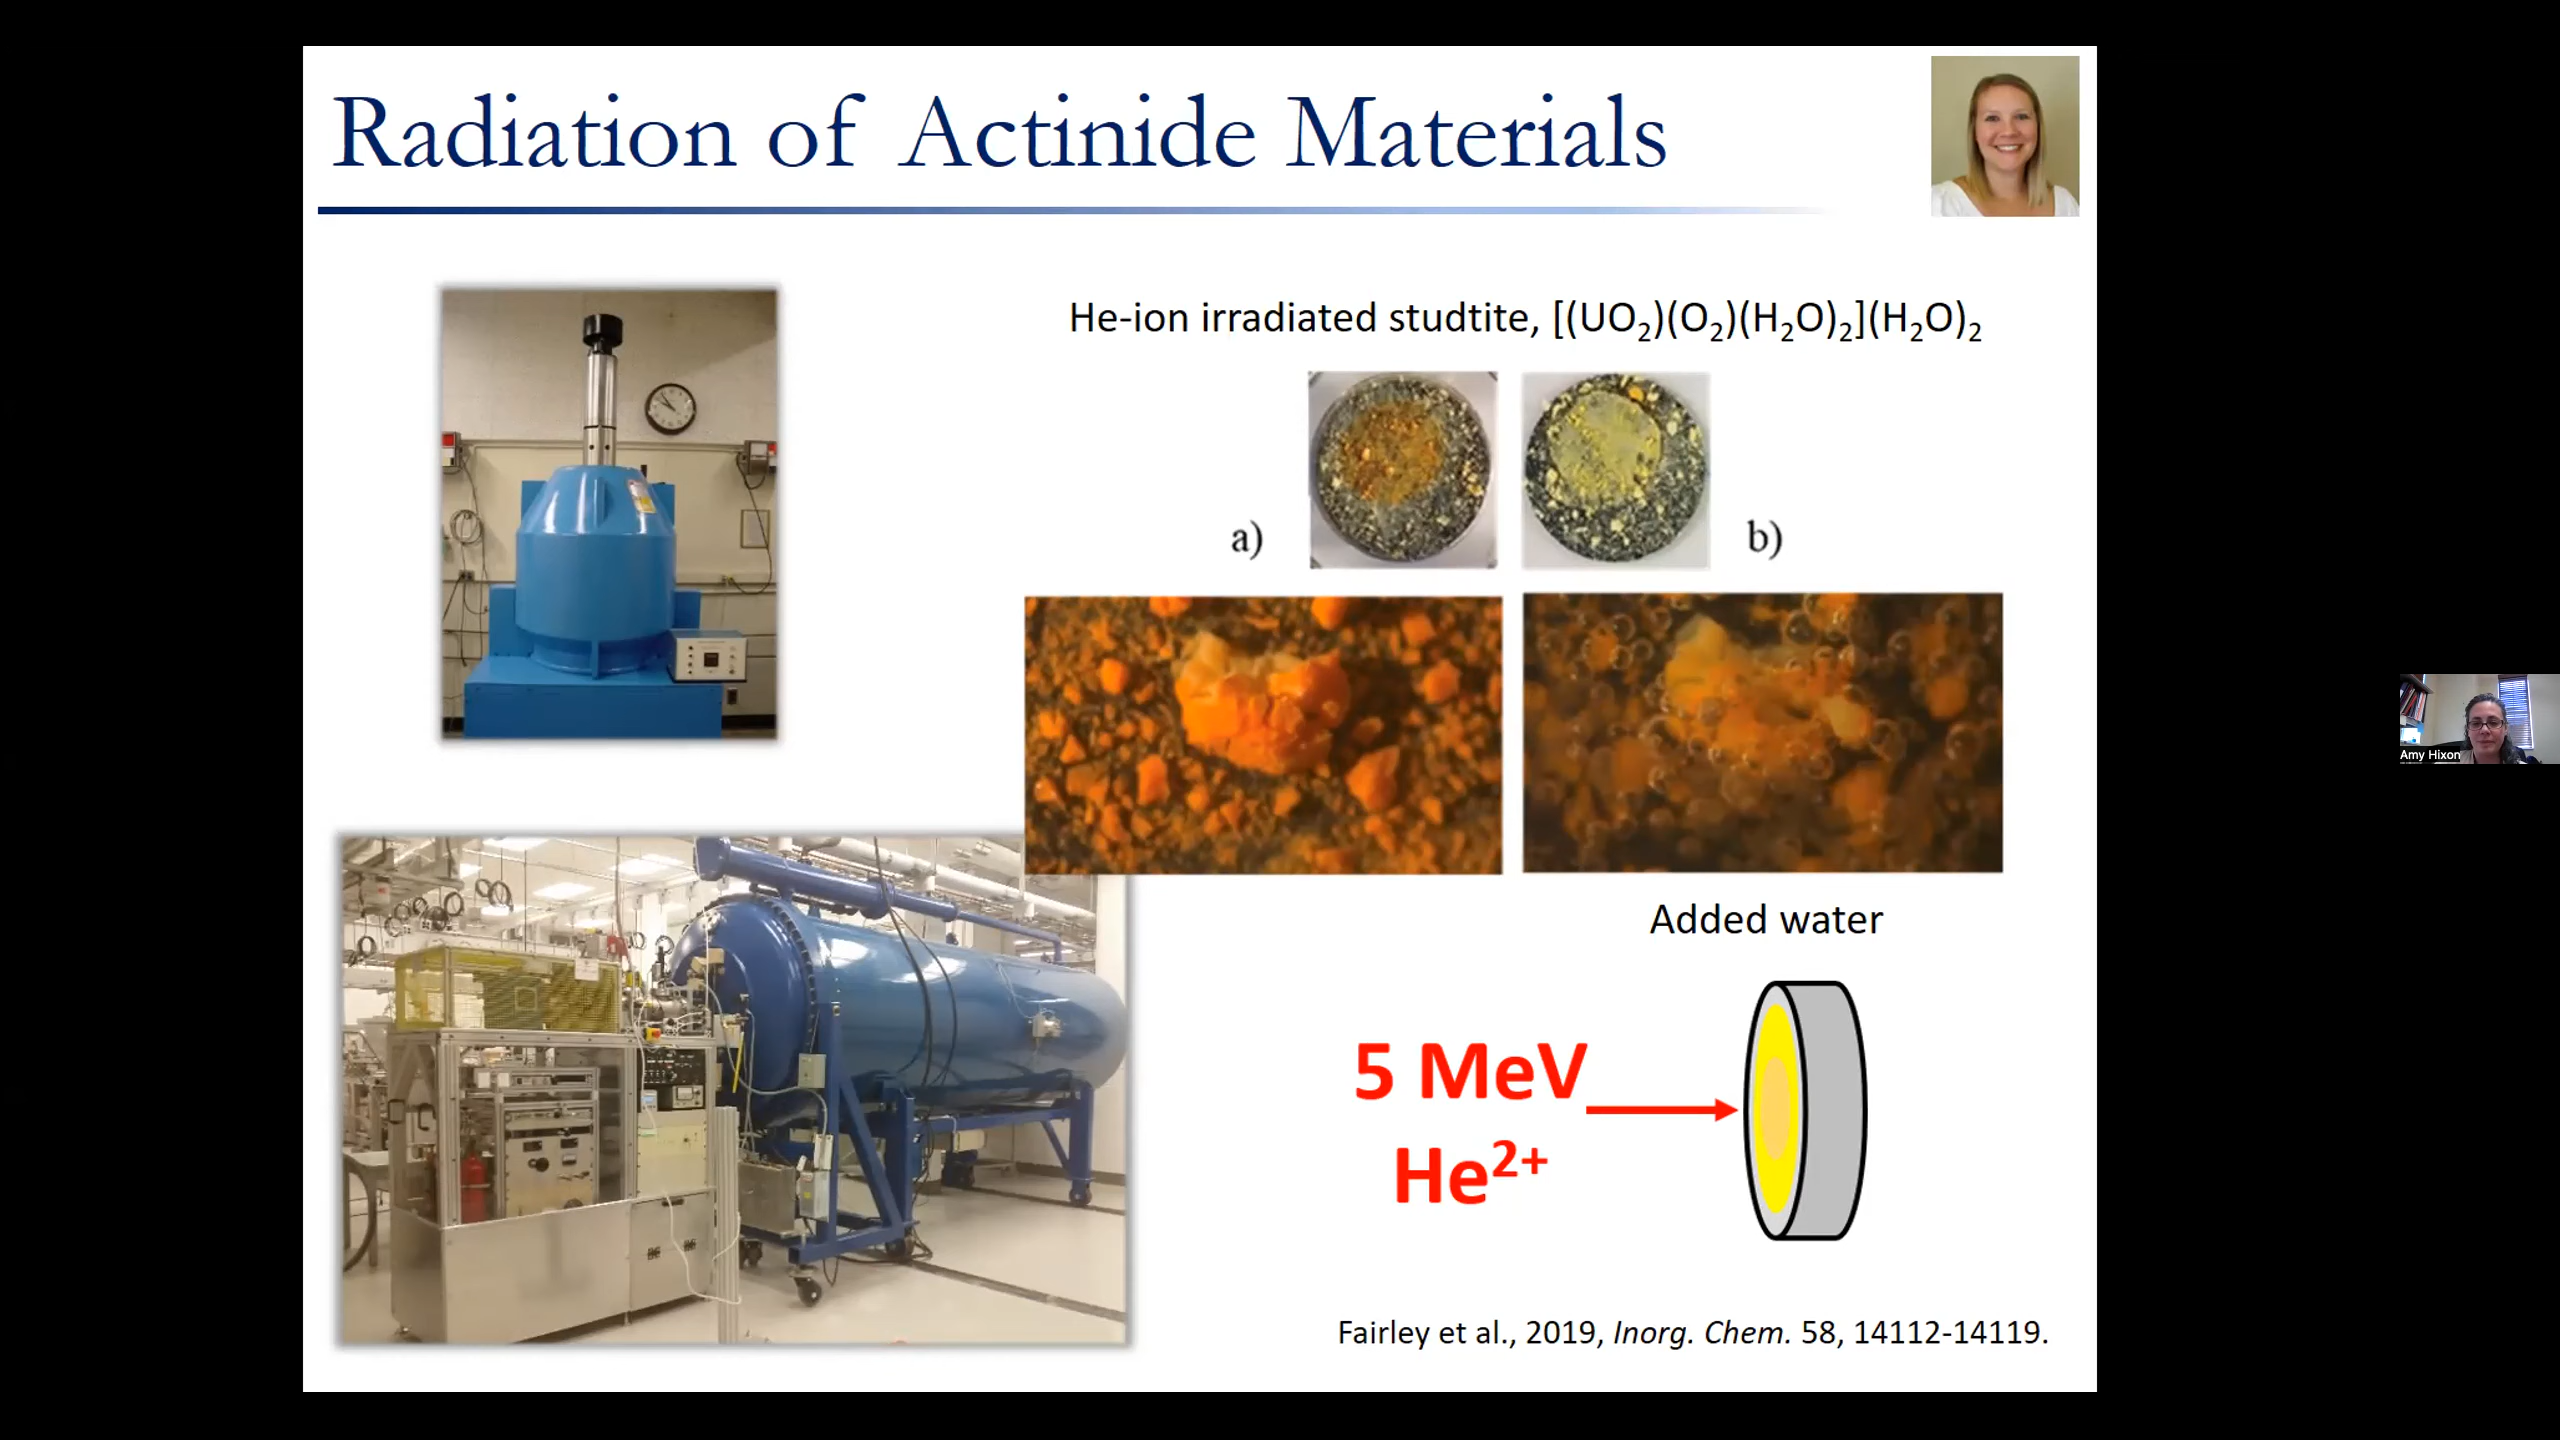 Radiation of Actinide Materials
He-ion irradiated studtite, [(UO₂)(O₂)(H₂O)₂](H₂O)₂
a)
b)
Added water
5 MeV
He²⁺
Fairley et al., 2019, Inorg. Chem. 58, 14112-14119.
Amy Hixon